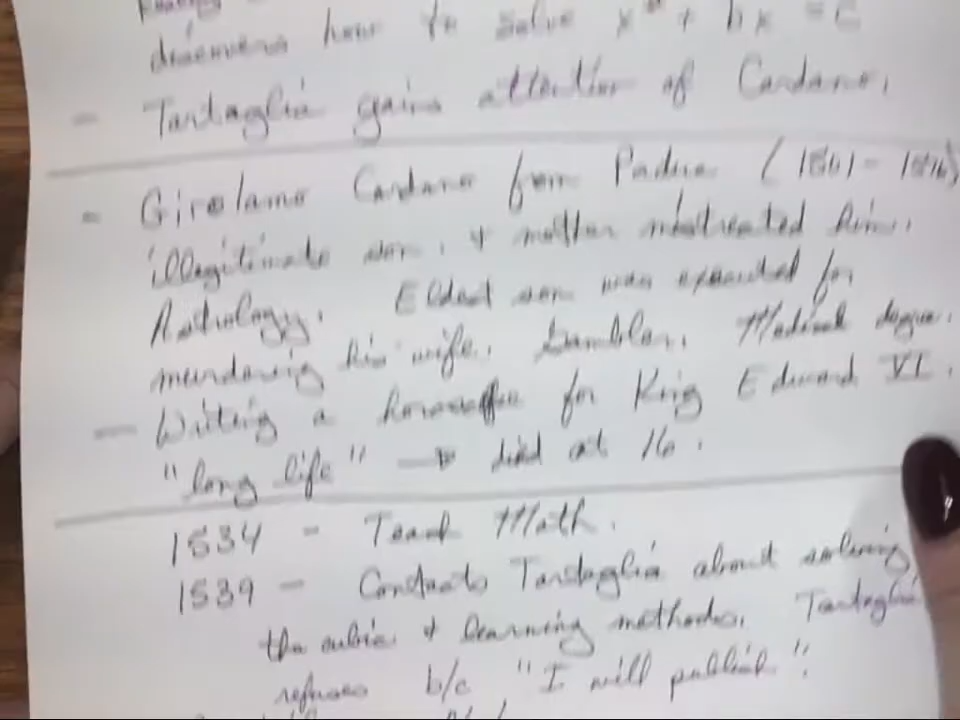 discovers how to solve x³ + bx = c
- Tartaglia gains attention of Cardano.
- Girolamo Cardano from Padua (1501 - 1576)
illegitimate son, & mother mistreated him.
Astrology. Eldest son was executed for
murdering his wife. Gambler. Medical degree.
- Writing a horoscope for King Edward VI.
"long life" → died at 16.
1534 - Teach Math.
1539 - Contacts Tartaglia about solving
the cubic & learning methods. Tartaglia
refuses b/c "I will publish".